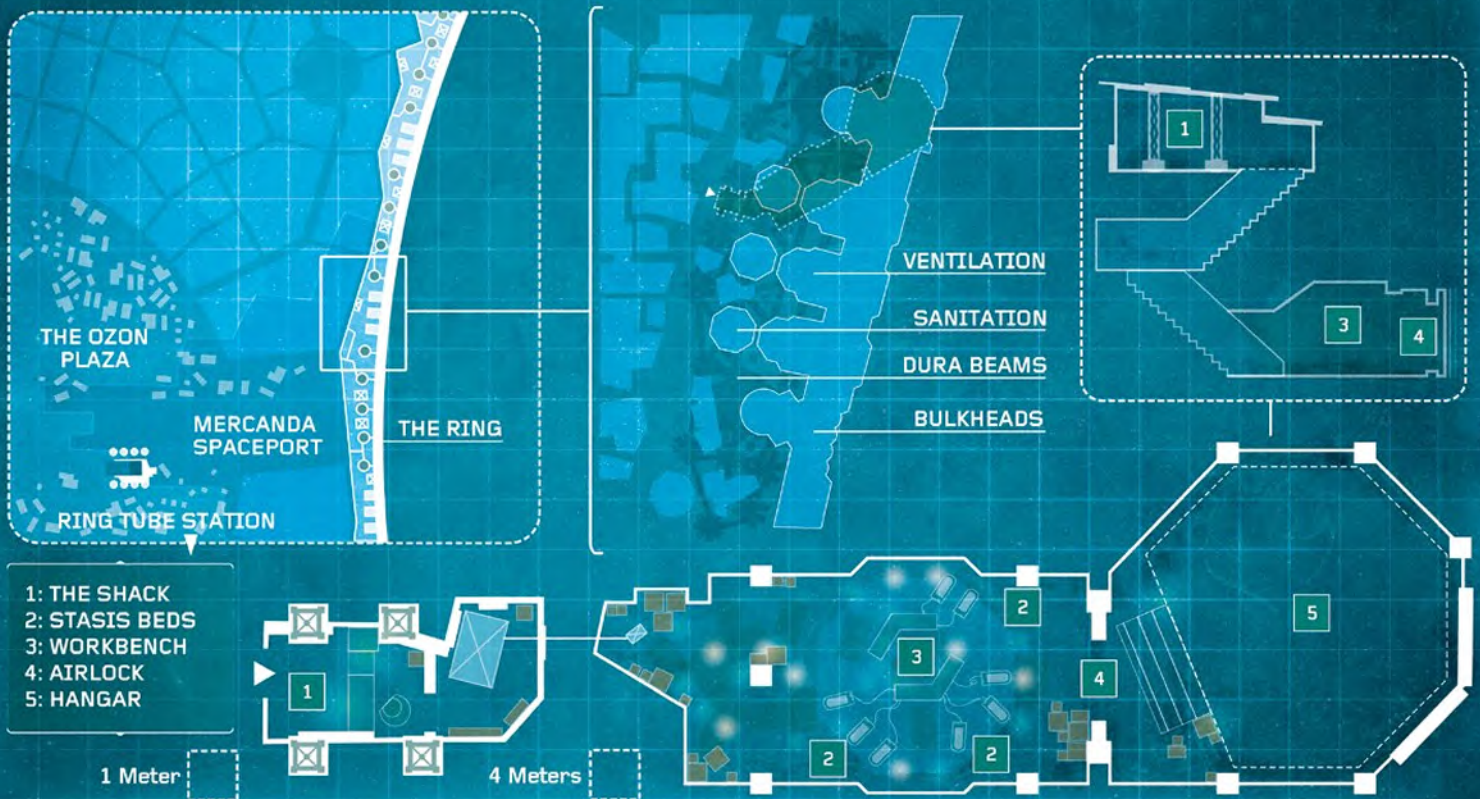 THE OZON
PLAZA
MERCANDA
SPACEPORT
THE RING
RING TUBE STATION
VENTILATION
SANITATION
DURA BEAMS
BULKHEADS
1
3
4
1: THE SHACK
2: STASIS BEDS
3: WORKBENCH
4: AIRLOCK
5: HANGAR
1 Meter
4 Meters
1
2
3
2
2
4
5